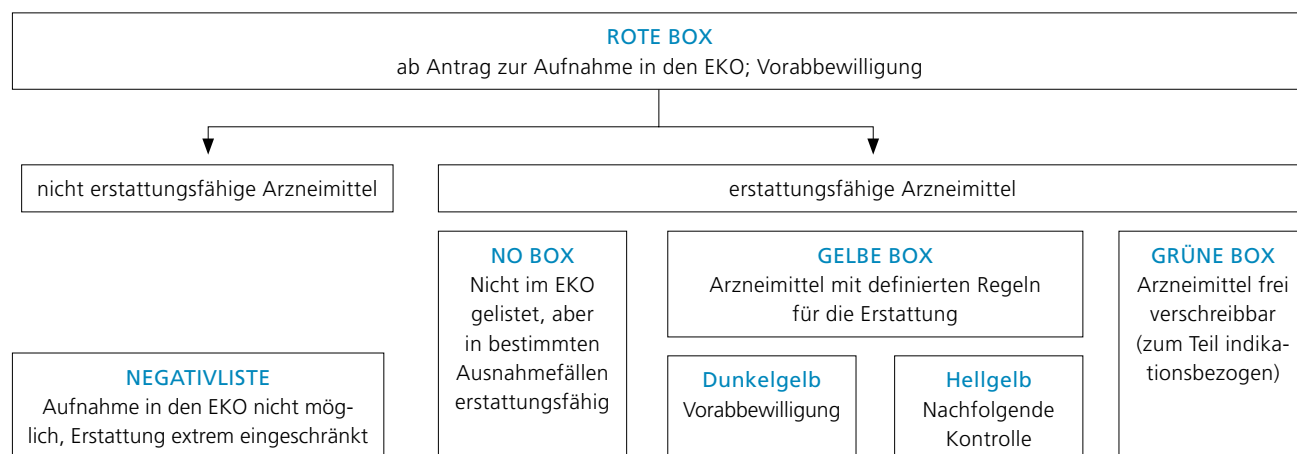 ROTE BOX
ab Antrag zur Aufnahme in den EKO; Vorabbewilligung
nicht erstattungsfähige Arzneimittel
erstattungsfähige Arzneimittel
NO BOX
Nicht im EKO
gelistet, aber
in bestimmten
Ausnahmefällen
erstattungsfähig
GELBE BOX
Arzneimittel mit definierten Regeln
für die Erstattung
GRÜNE BOX
Arzneimittel frei
verschreibbar
(zum Teil indika-
tionsbezogen)
NEGATIVLISTE
Aufnahme in den EKO nicht mög-
lich, Erstattung extrem eingeschränkt
Dunkelgelb
Vorabbewilligung
Hellgelb
Nachfolgende
Kontrolle